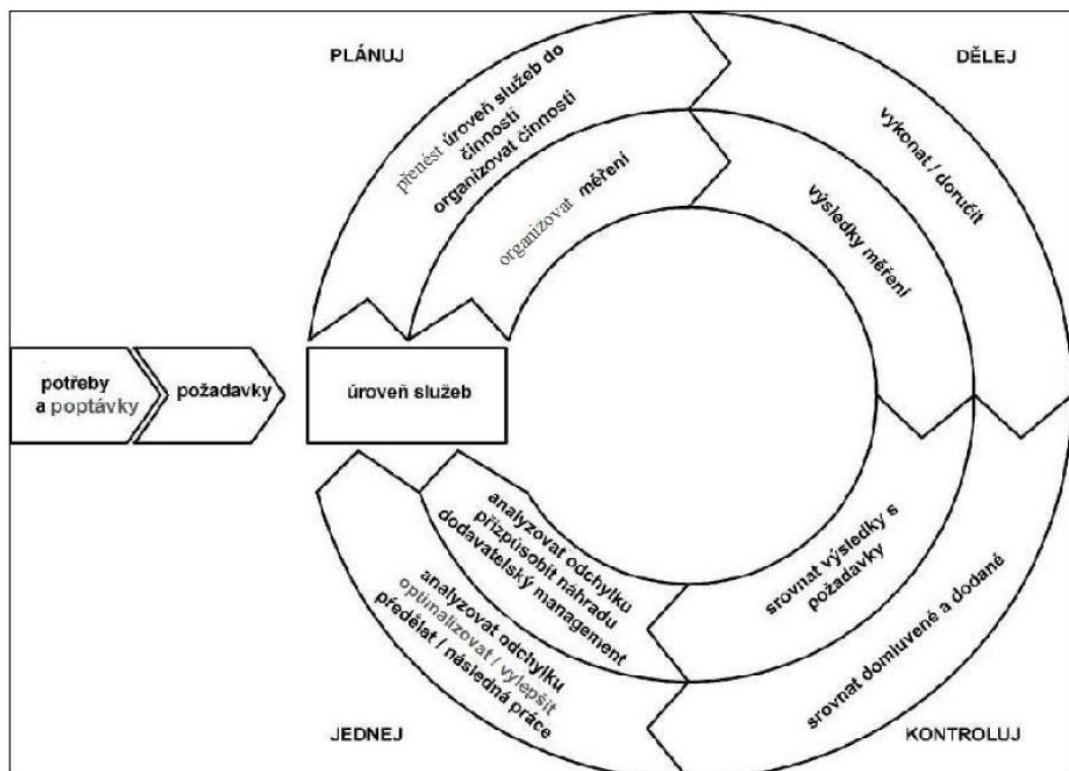 PLÁNUJ
DĚLEJ
přenést úroveň služeb do
činností
organizovat činnosti
organizovat měření
vykonat / doručit
výsledky měření
potřeby
a poptávky
požadavky
úroveň služeb
analyzovat odchylku
přizpůsobit náhradu
dodavatelský management
analyzovat odchylku
optimalizovat / vylepšit
předělat / následná práce
srovnat výsledky s
požadavky
srovnat domluvené a dodané
JEDNEJ
KONTROLUJ